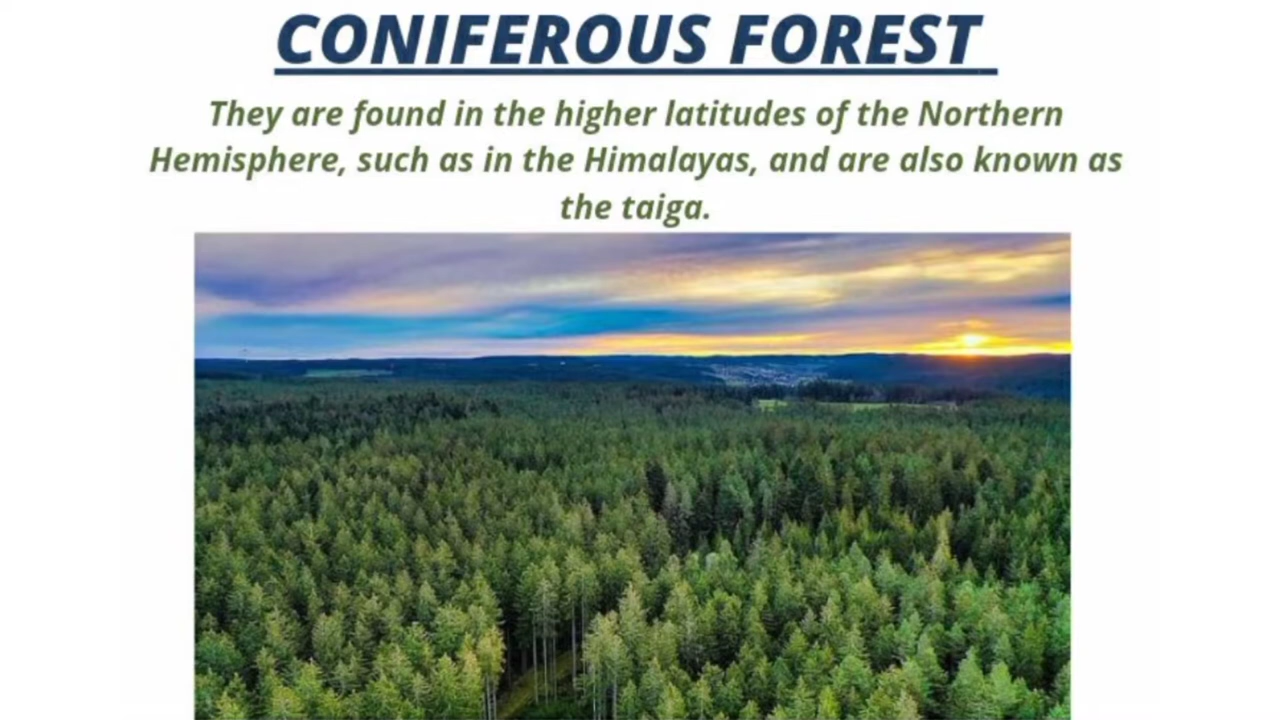 CONIFEROUS FOREST
They are found in the higher latitudes of the Northern
Hemisphere, such as in the Himalayas, and are also known as
the taiga.